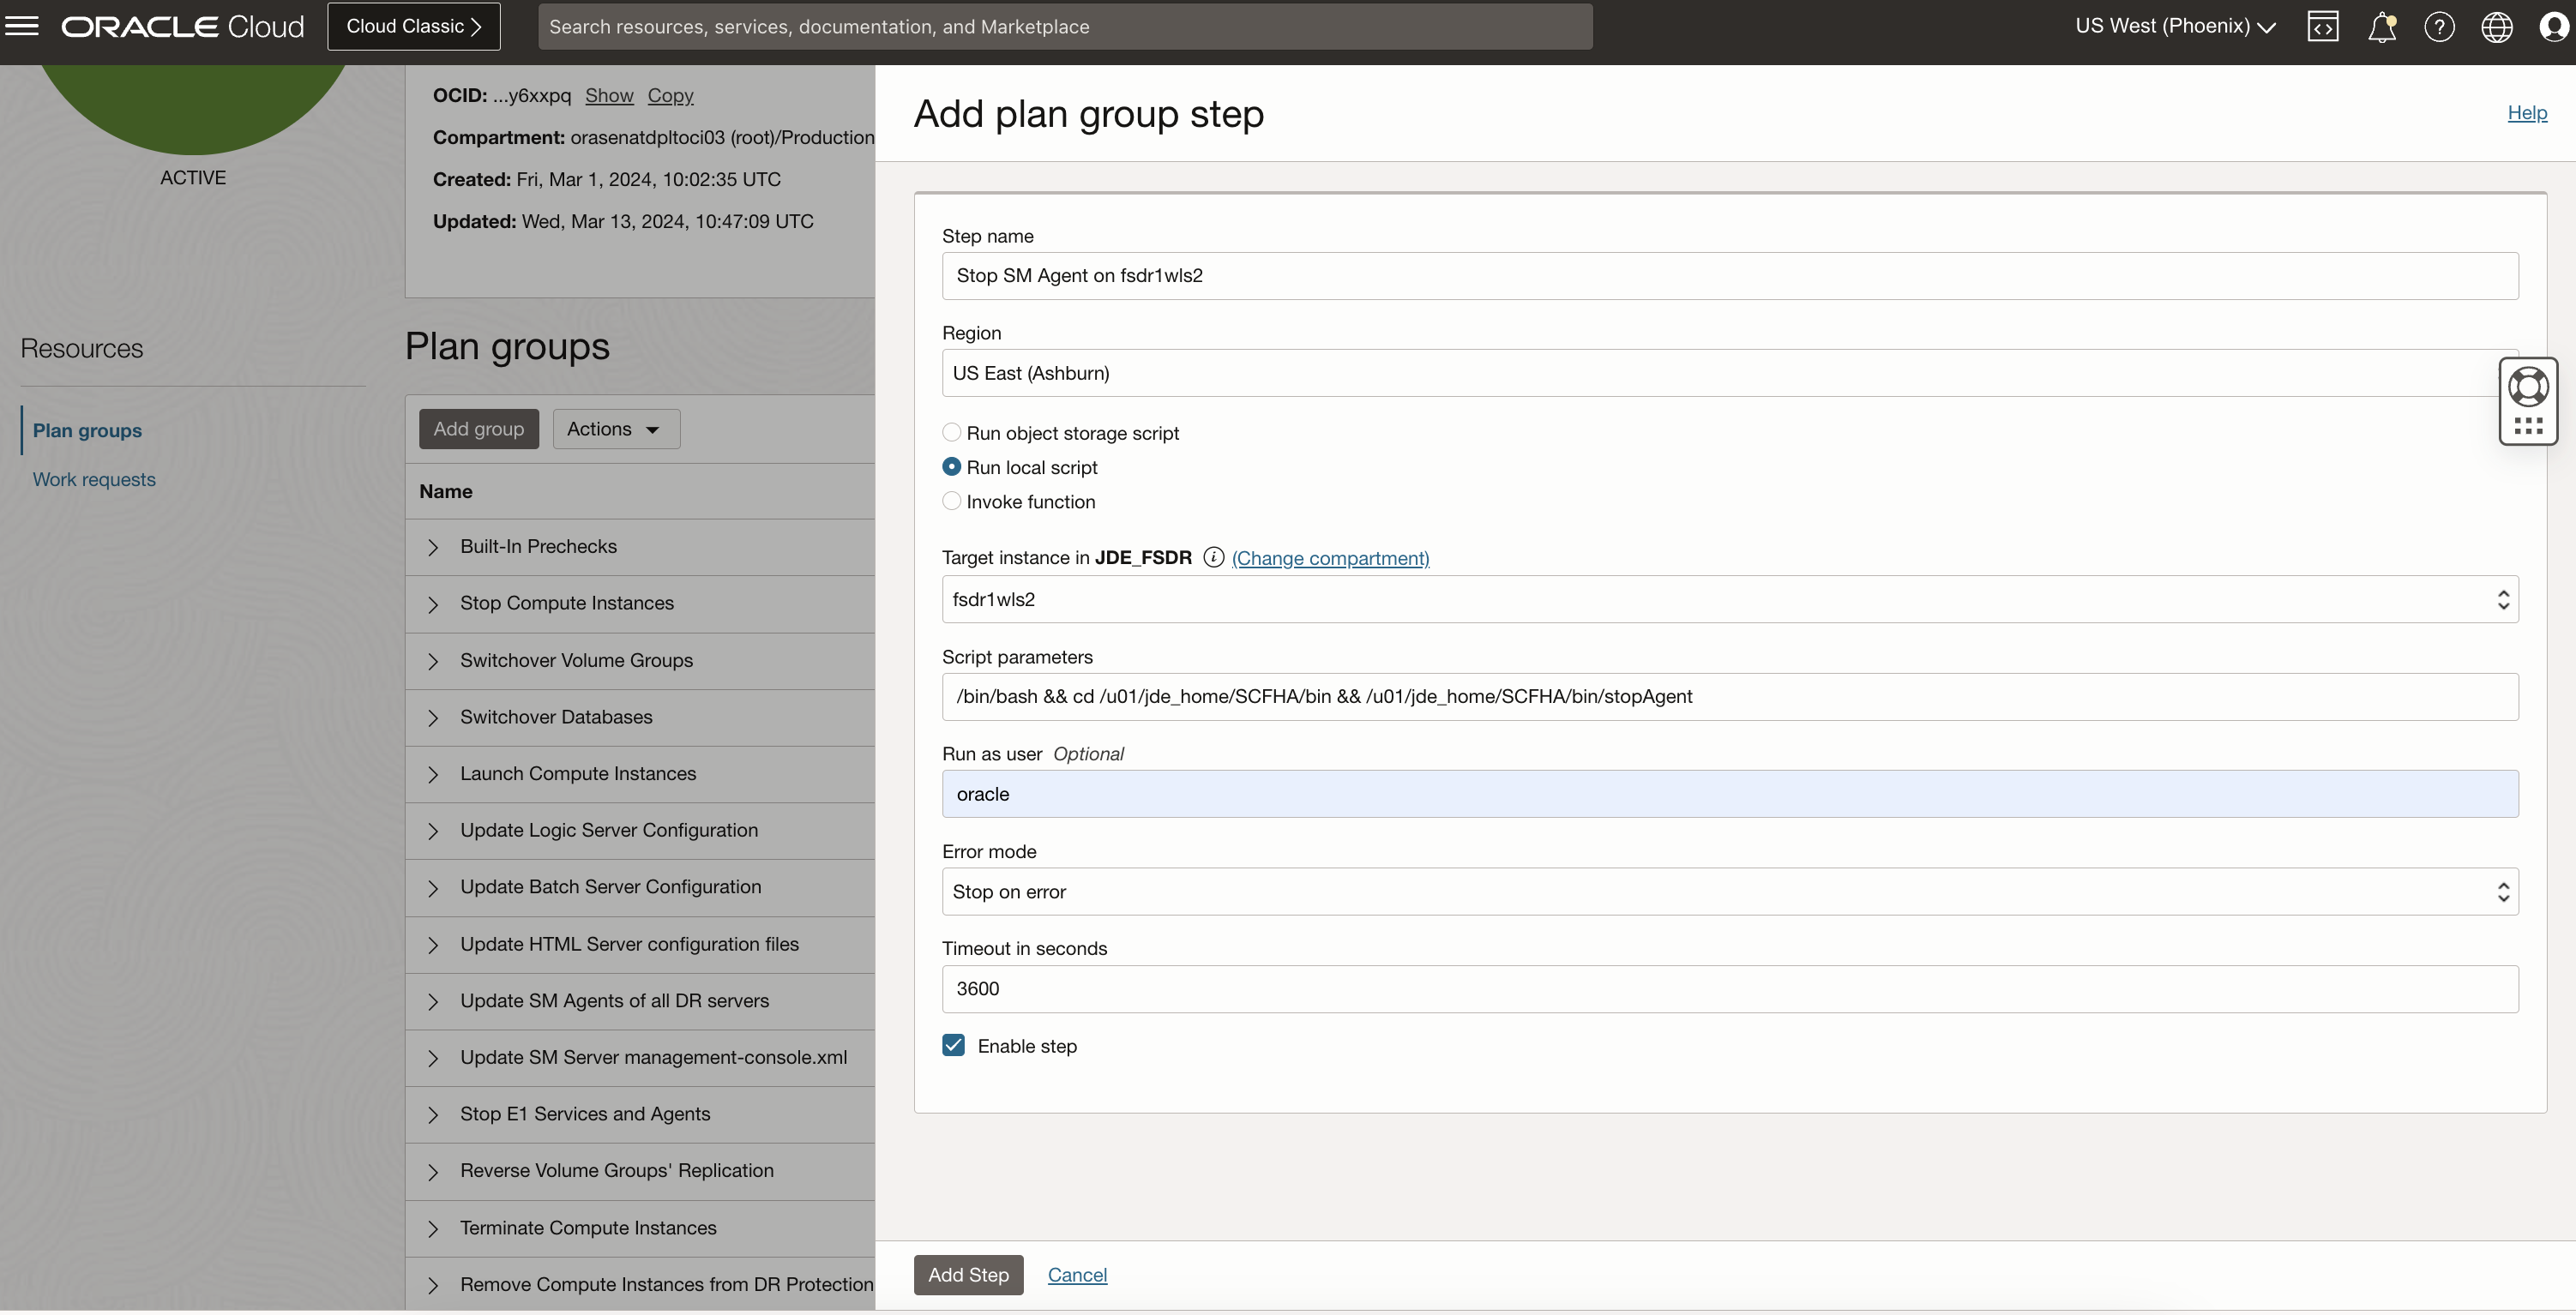 ORACLE Cloud
Cloud Classic
Search resources, services, documentation, and Marketplace
US West (Phoenix)
ACTIVE
OCID: ...y6xxpq Show Copy
Compartment: orasenatdpltoci03 (root)/Production
Created: Fri, Mar 1, 2024, 10:02:35 UTC
Updated: Wed, Mar 13, 2024, 10:47:09 UTC
Resources
Plan groups
Work requests
Plan groups
Add group
Actions
Name
Built-In Prechecks
Stop Compute Instances
Switchover Volume Groups
Switchover Databases
Launch Compute Instances
Update Logic Server Configuration
Update Batch Server Configuration
Update HTML Server configuration files
Update SM Agents of all DR servers
Update SM Server management-console.xml
Stop E1 Services and Agents
Reverse Volume Groups' Replication
Terminate Compute Instances
Remove Compute Instances from DR Protection
Add plan group step
Help
Step name
Stop SM Agent on fsdr1wls2
Region
US East (Ashburn)
Run object storage script
Run local script
Invoke function
Target instance in JDE_FSDR (Change compartment)
fsdr1wls2
Script parameters
/bin/bash && cd /u01/jde_home/SCFHA/bin && /u01/jde_home/SCFHA/bin/stopAgent
Run as user Optional
oracle
Error mode
Stop on error
Timeout in seconds
3600
Enable step
Add Step
Cancel